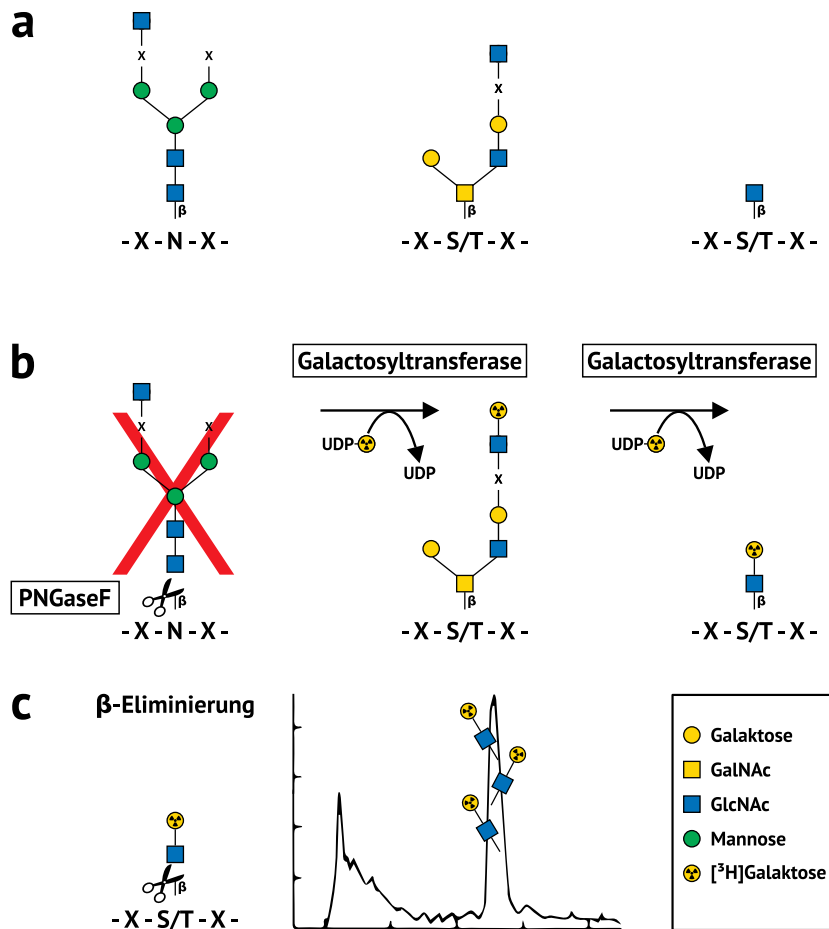 a
X X
X
β β
- X - N - X - - X - S/T - X - - X - S/T - X -
β
b
Galactosyltransferase Galactosyltransferase
X X
UDP- UDP UDP- UDP
X
PNGaseF
β β β
- X - N - X - - X - S/T - X - - X - S/T - X -
c
β-Eliminierung
Galaktose
GalNAc
GlcNAc
Mannose
[³H]Galaktose
β
- X - S/T - X -